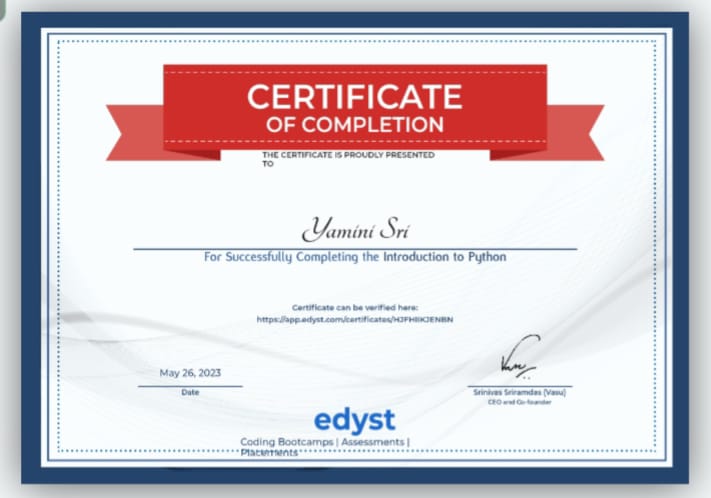 CERTIFICATE
OF COMPLETION
THE CERTIFICATE IS PROUDLY PRESENTED
TO
Yamini Sri
For Successfully Completing the Introduction to Python
Certificate can be verified here:
https://app.edyst.com/certificates/HJFHIIKJENBN
May 26, 2023
Date
Vasu
Srinivas Sriramdas (Vasu)
CEO and Co-founder
edyst
Coding Bootcamps | Assessments |
Placements